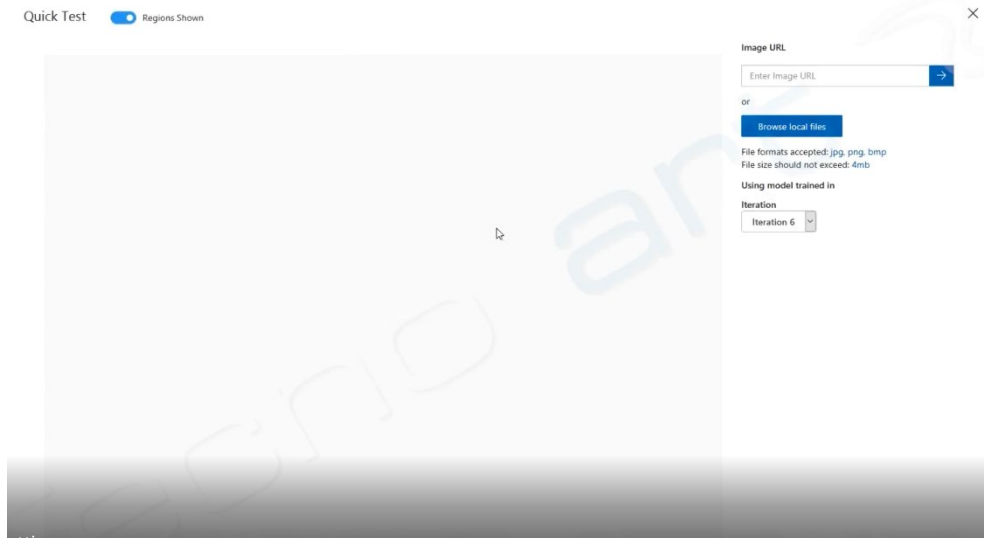 Quick Test
Regions Shown
Image URL
Enter Image URL
or
Browse local files
File formats accepted: jpg, png, bmp
File size should not exceed: 4mb
Using model trained in
Iteration
Iteration 6